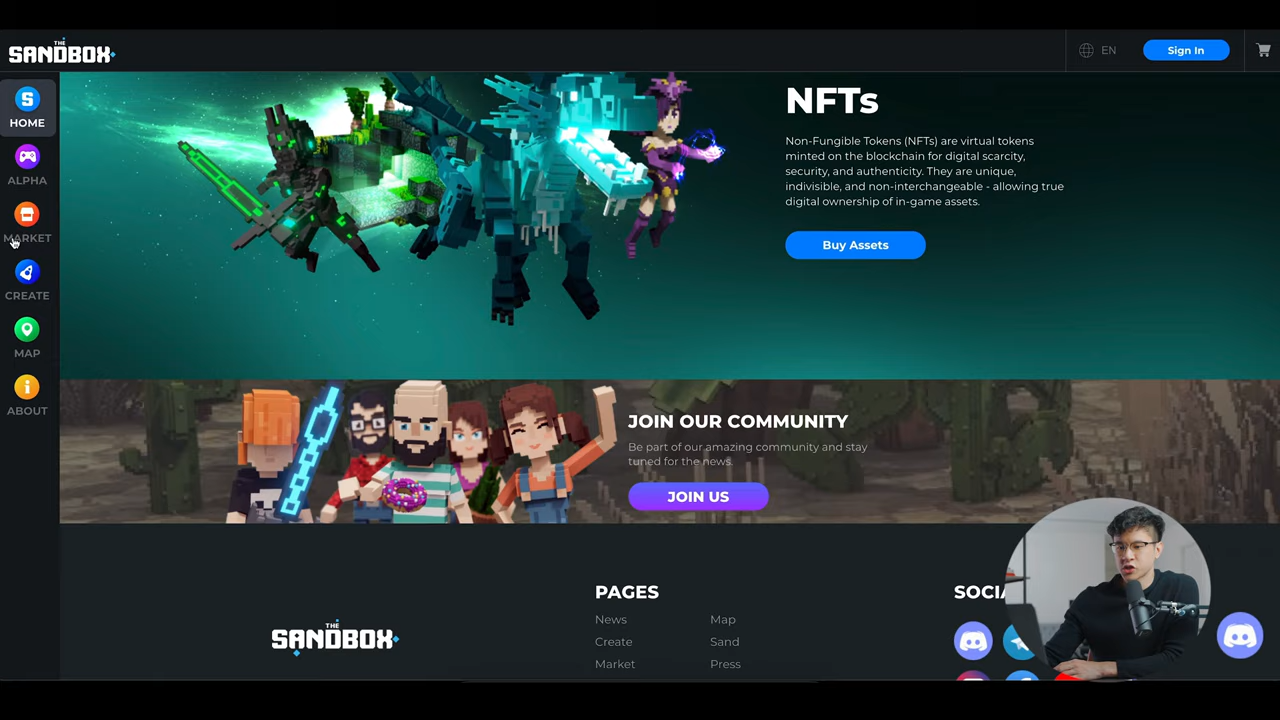 THE
SANDBOX
EN
Sign In
S
HOME
ALPHA
MARKET
CREATE
MAP
ABOUT
NFTs
Non-Fungible Tokens (NFTs) are virtual tokens
minted on the blockchain for digital scarcity,
security, and authenticity. They are unique,
indivisible, and non-interchangeable - allowing true
digital ownership of in-game assets.
Buy Assets
JOIN OUR COMMUNITY
Be part of our amazing community and stay
tuned for the news.
JOIN US
THE
SANDBOX
PAGES
News
Create
Market
Map
Sand
Press